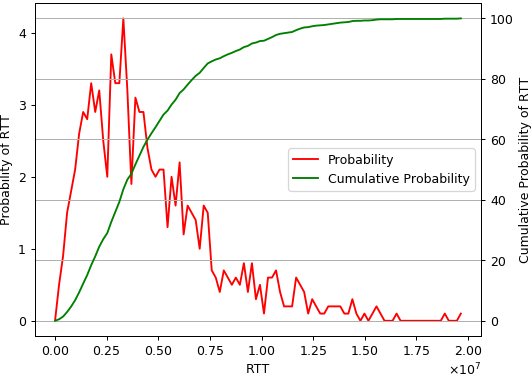 Probability of RTT
4
3
2
1
0
100
80
60
40
20
0
Cumulative Probability of RTT
Probability
Cumulative Probability
0.00 0.25 0.50 0.75 1.00 1.25 1.50 1.75 2.00
RTT
×10⁷